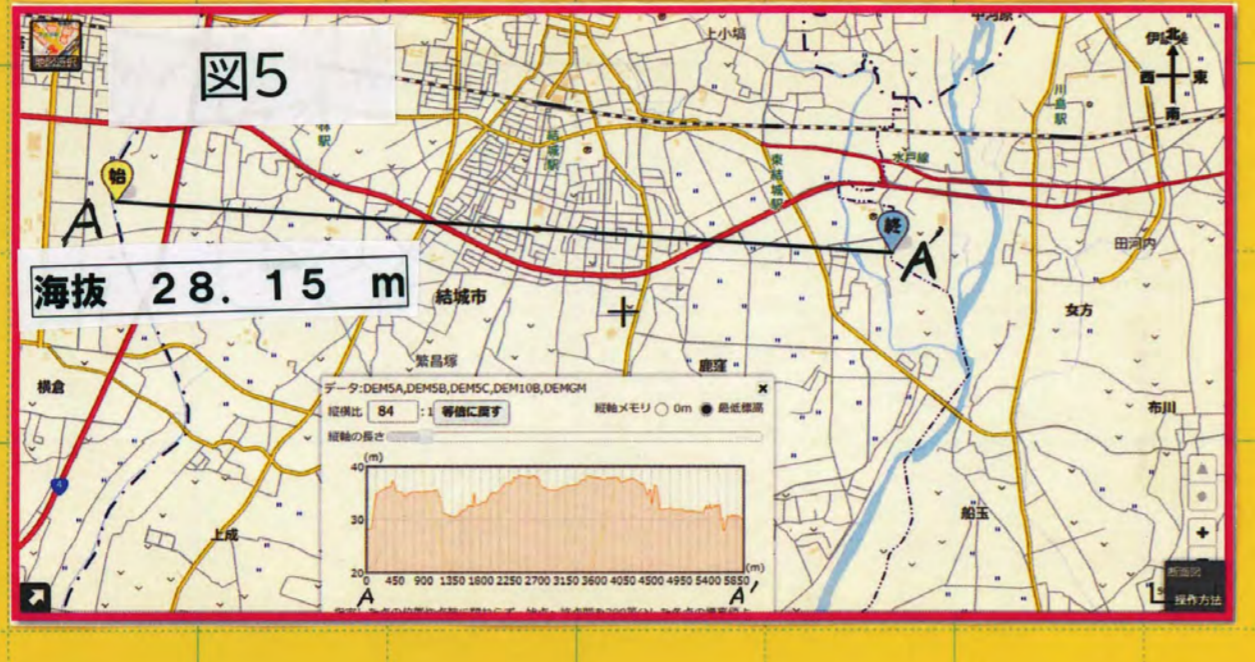 図5
上小塙
中河原
北
西 東
南
川島駅
結城駅
東結城駅
水戸線
始
終
A
A'
海抜 28.15 m
結城市
田河内
女方
繁昌塚
鹿窪
横倉
布川
4
上成
船玉
データ:DEM5A,DEM5B,DEM5C,DEM10B,DEMGM
×
縦横比 84 :1 等倍に戻す 縦軸メモリ 0m 最低標高
縦軸の長さ
(m)
40
30
20
0 450 900 1350 1800 2250 2700 3150 3600 4050 4500 4950 5400 5850
(m)
A A'
断面図
操作方法